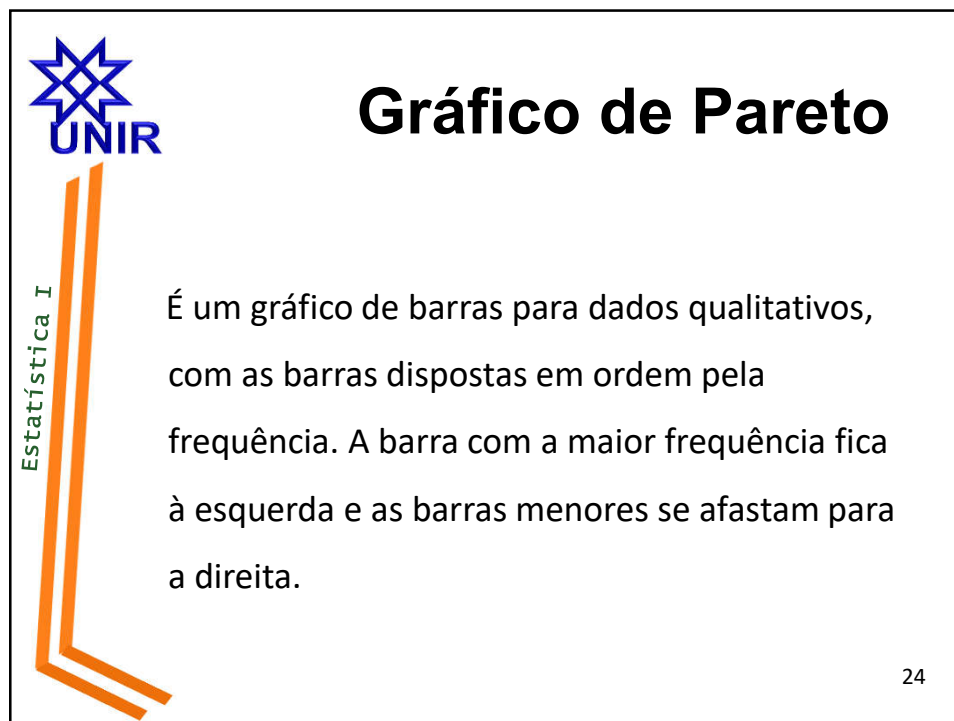 UNIR
Gráfico de Pareto
Estatística I
É um gráfico de barras para dados qualitativos,
com as barras dispostas em ordem pela
frequência. A barra com a maior frequência fica
à esquerda e as barras menores se afastam para
a direita.
24